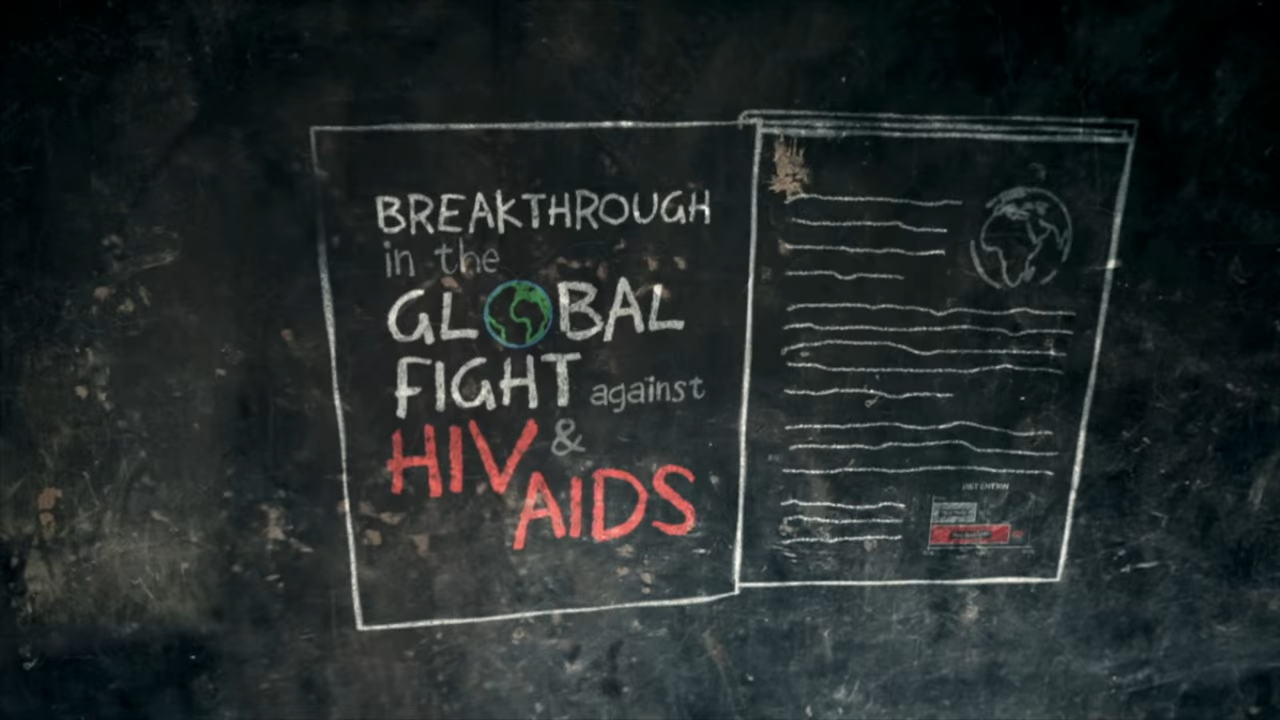 BREAKTHROUGH
in the
GLOBAL
FIGHT against
HIV &
AIDS